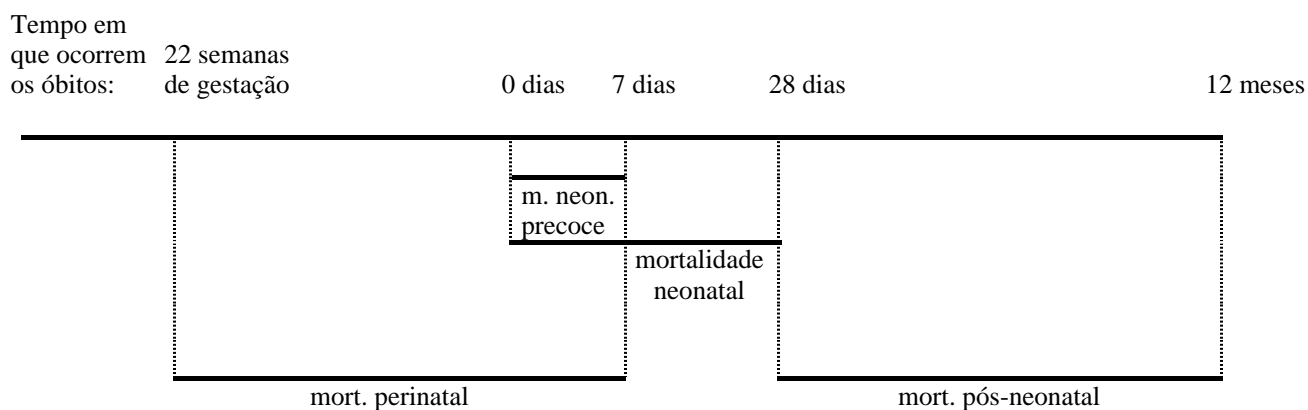 Tempo em
que ocorrem 22 semanas
os óbitos: de gestação 0 dias 7 dias 28 dias 12 meses
m. neon.
precoce
mortalidade
neonatal
mort. perinatal mort. pós-neonatal